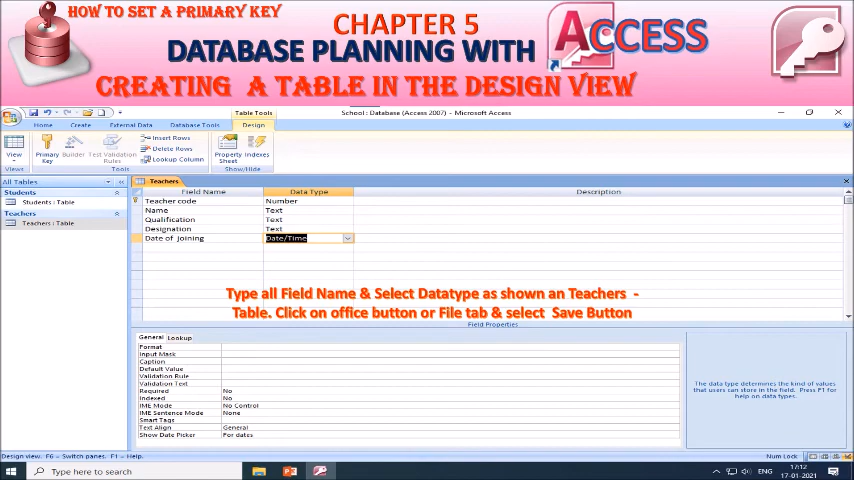 HOW TO SET A PRIMARY KEY
CHAPTER 5
DATABASE PLANNING WITH
ACCESS
CREATING A TABLE IN THE DESIGN VIEW
Table Tools
School : Database (Access 2007) - Microsoft Access
Home Create External Data Database Tools Design
View
Views
Primary Key
Builder
Test Validation Rules
Insert Rows
Delete Rows
Lookup Column
Tools
Property Sheet
Indexes
Show/Hide
All Tables
Students
Students : Table
Teachers
Teachers : Table
Teachers
Field Name Data Type Description
Teacher code Number
Name Text
Qualification Text
Designation Text
Date of joining Date/Time
Type all Field Name & Select Datatype as shown an Teachers -
Table. Click on office button or File tab & select Save Button
Field Properties
General Lookup
Format
Input Mask
Caption
Default Value
Validation Rule
Validation Text
Required No
Indexed No
IME Mode No Control
IME Sentence Mode None
Smart Tags
Text Align General
Show Date Picker For dates
The data type determines the kind of values
that users can store in the field. Press F1 for
help on data types.
Design view. F6 = Switch panes. F1 = Help.
Num Lock
Type here to search
ENG
17:12
17-01-2021